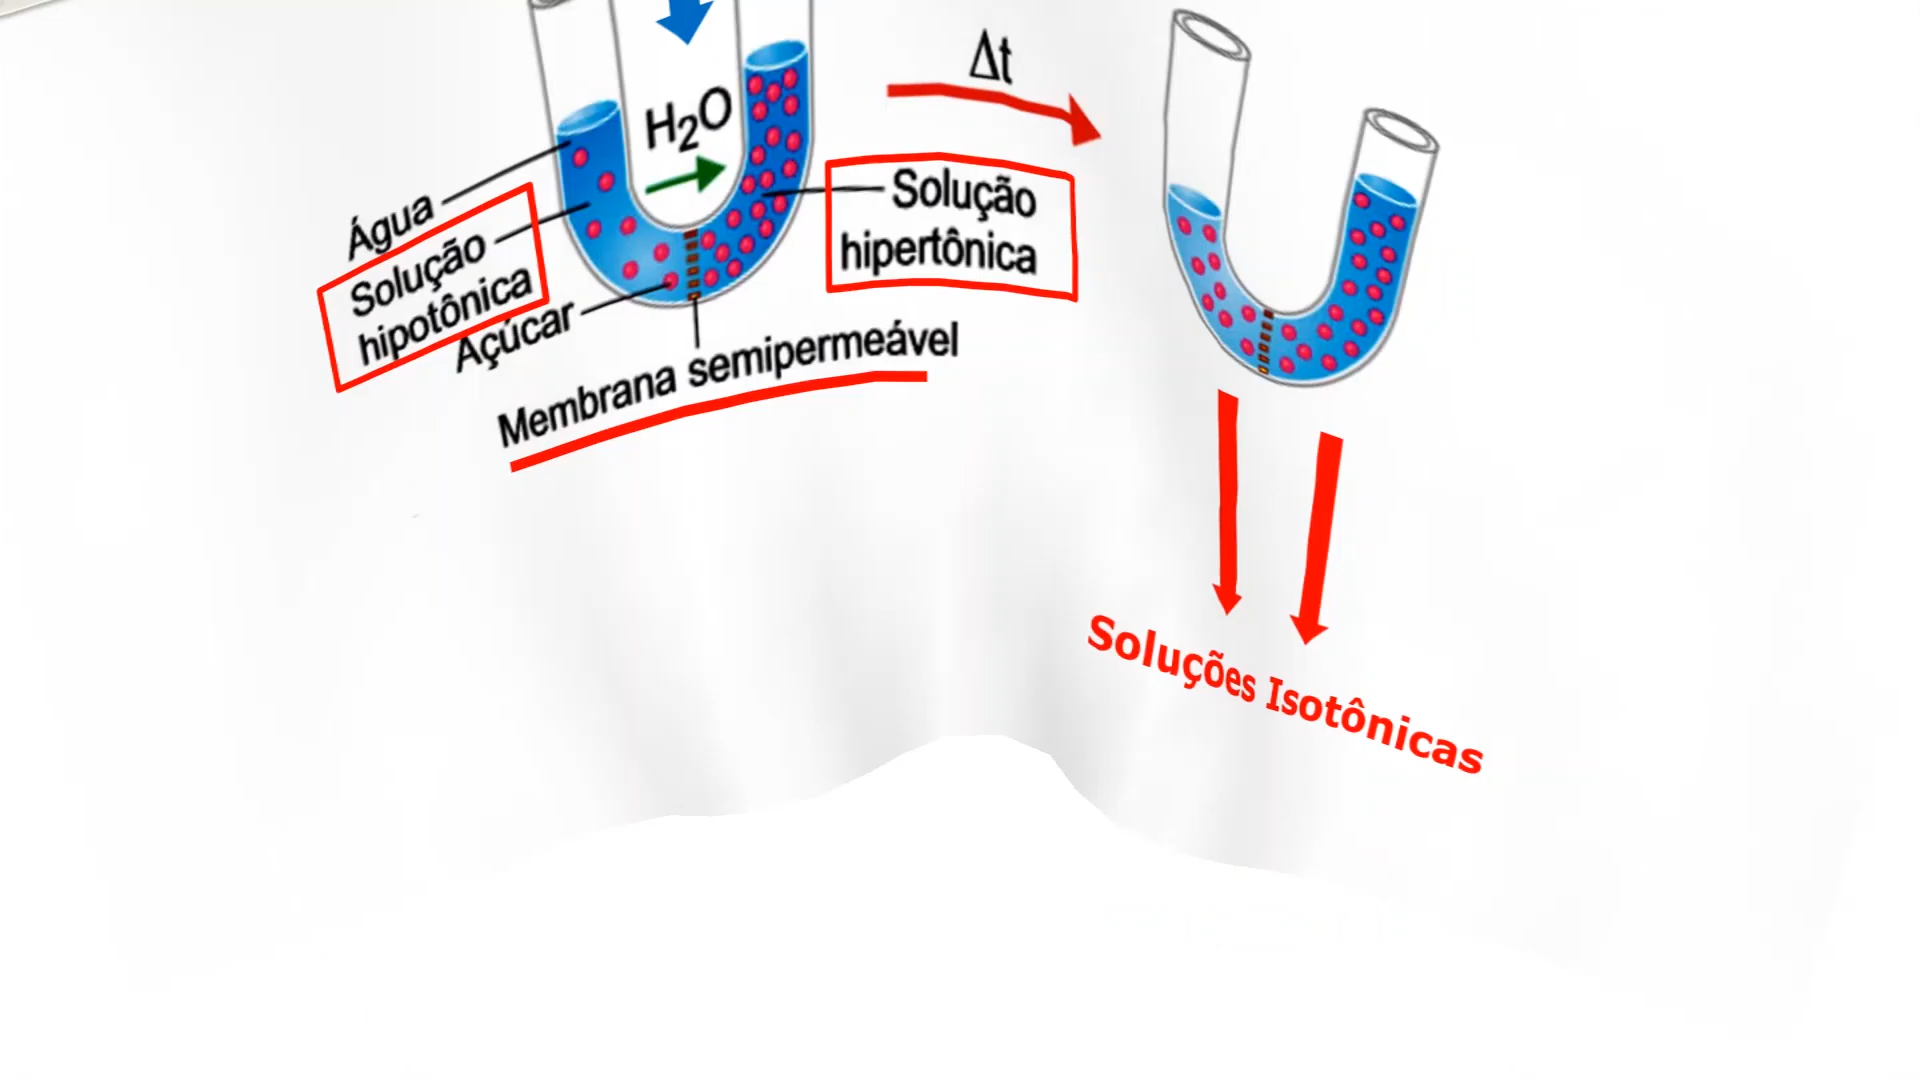 H₂O
Δt
Água
Solução
hipotônica
Açúcar
Membrana semipermeável
Solução
hipertônica
Soluções Isotônicas